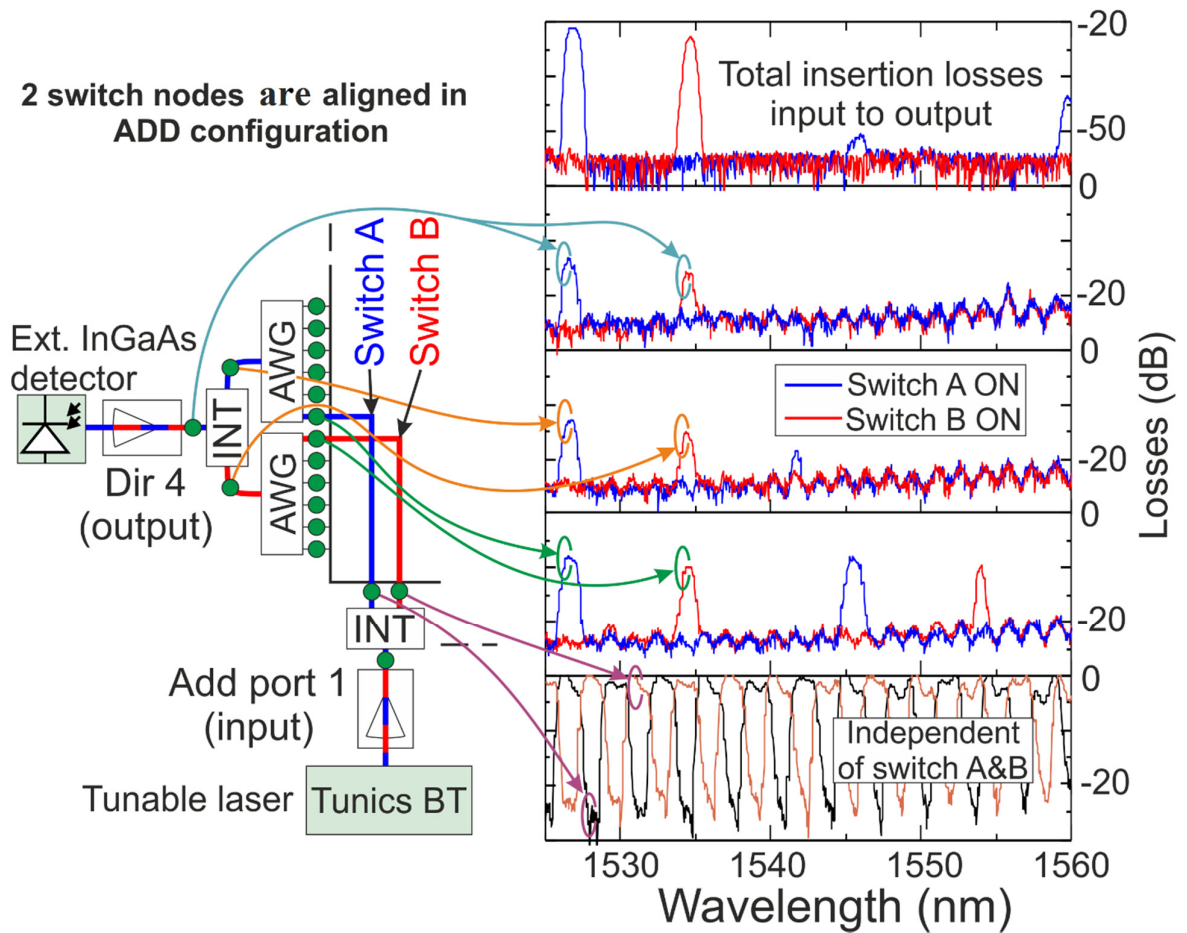 2 switch nodes are aligned in
ADD configuration
Total insertion losses
input to output
-20
-50
0
Switch A
Switch B
-20
0
Ext. InGaAs
detector
AWG
INT
AWG
Dir 4
(output)
Switch A ON
Switch B ON
-20
0
Losses (dB)
-20
0
INT
Add port 1
(input)
Tunable laser
Tunics BT
Independent
of switch A&B
-20
1530
1540
1550
1560
Wavelength (nm)